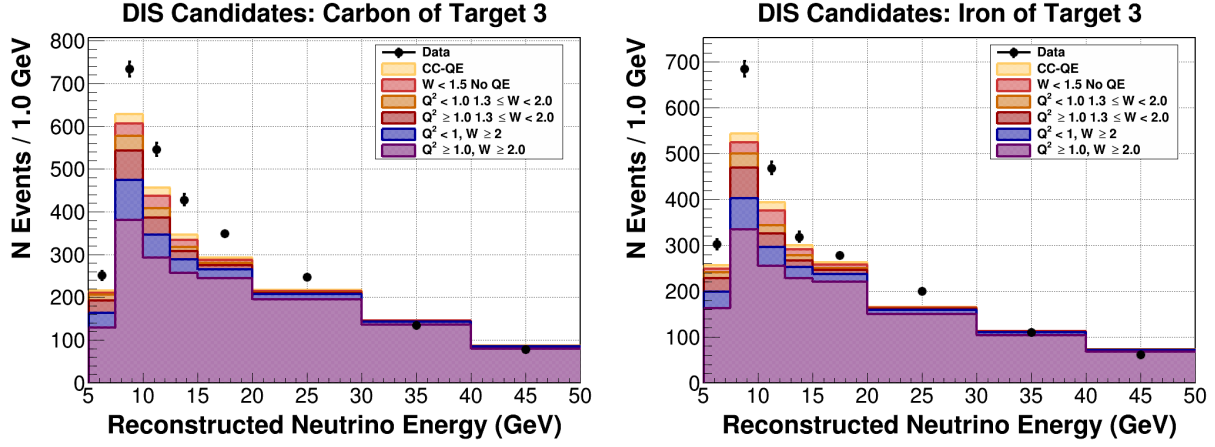 DIS Candidates: Carbon of Target 3
N Events / 1.0 GeV
800
700
600
500
400
300
200
100
0
Data
CC-QE
W < 1.5 No QE
Q² < 1.0 1.3 ≤ W < 2.0
Q² ≥ 1.0 1.3 ≤ W < 2.0
Q² < 1, W ≥ 2
Q² ≥ 1.0, W ≥ 2.0
5 10 15 20 25 30 35 40 45 50
Reconstructed Neutrino Energy (GeV)
DIS Candidates: Iron of Target 3
N Events / 1.0 GeV
700
600
500
400
300
200
100
0
Data
CC-QE
W < 1.5 No QE
Q² < 1.0 1.3 ≤ W < 2.0
Q² ≥ 1.0 1.3 ≤ W < 2.0
Q² < 1, W ≥ 2
Q² ≥ 1.0, W ≥ 2.0
5 10 15 20 25 30 35 40 45 50
Reconstructed Neutrino Energy (GeV)